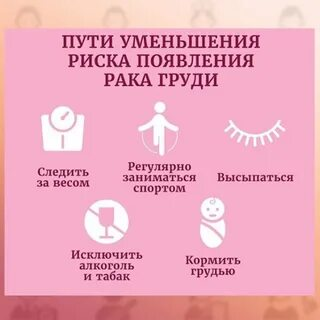 ПУТИ УМЕНЬШЕНИЯ
РИСКА ПОЯВЛЕНИЯ
РАКА ГРУДИ
Следить
за весом
Регулярно
заниматься
спортом
Высыпаться
Исключить
алкоголь
и табак
Кормить
грудью